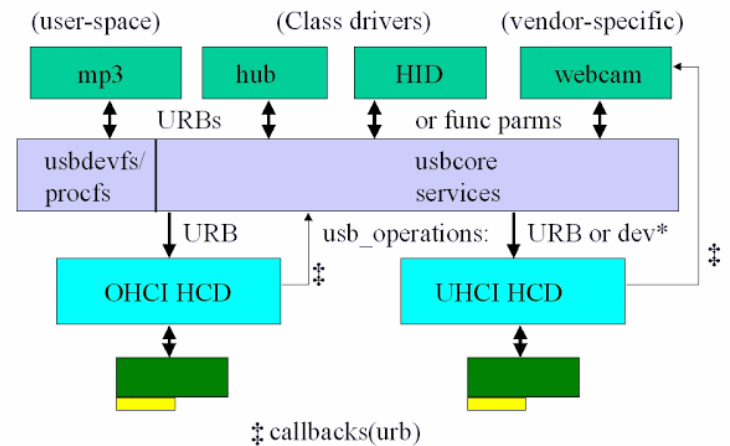 (user-space)
(Class drivers)
(vendor-specific)
mp3
hub
HID
webcam
URBs
or func parms
usbdevfs/
procfs
usbcore
services
URB
usb_operations:
URB or dev*
‡
‡
OHCI HCD
UHCI HCD
‡ callbacks(urb)